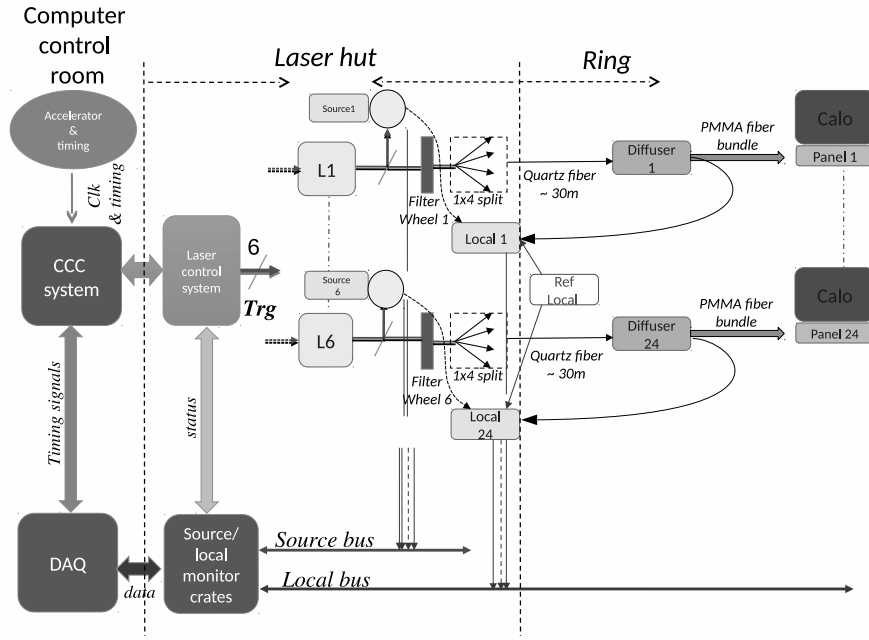 Computer
control
room
Laser hut
Ring
Accelerator
&
timing
Source1
L1
Filter
Wheel 1
1x4 split
Quartz fiber
~ 30m
Diffuser
1
PMMA fiber
bundle
Calo
Panel 1
Clk
& timing
Local 1
CCC
system
Laser
control
system
6
Trg
Source
6
Ref
Local
L6
Filter
Wheel 6
1x4 split
Quartz fiber
~ 30m
Diffuser
24
PMMA fiber
bundle
Calo
Panel 24
Local
24
Timing signals
status
DAQ
data
Source/
local
monitor
crates
Source bus
Local bus